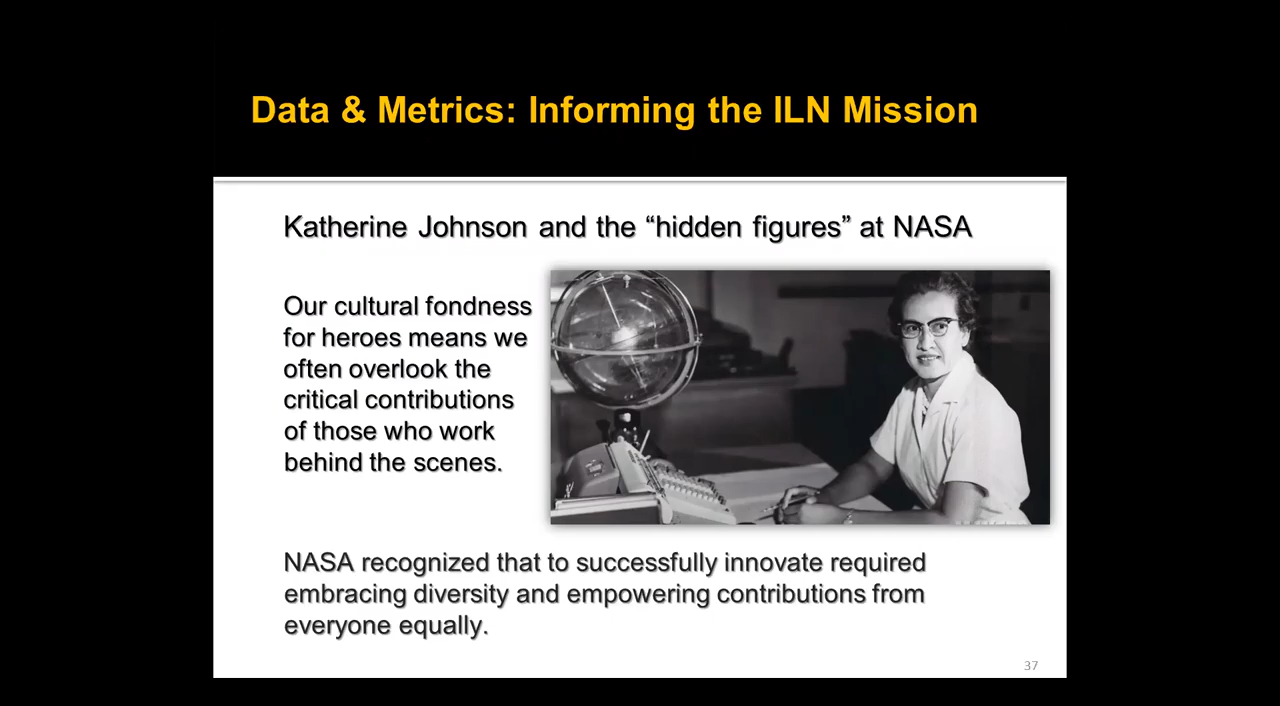 Data & Metrics: Informing the ILN Mission
Katherine Johnson and the “hidden figures” at NASA
Our cultural fondness
for heroes means we
often overlook the
critical contributions
of those who work
behind the scenes.
NASA recognized that to successfully innovate required
embracing diversity and empowering contributions from
everyone equally.
37